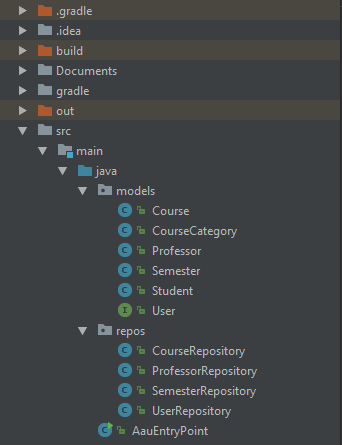 .gradle
.idea
build
Documents
gradle
out
src
main
java
models
C Course
C CourseCategory
C Professor
C Semester
C Student
I User
repos
C CourseRepository
C ProfessorRepository
C SemesterRepository
C UserRepository
C AauEntryPoint